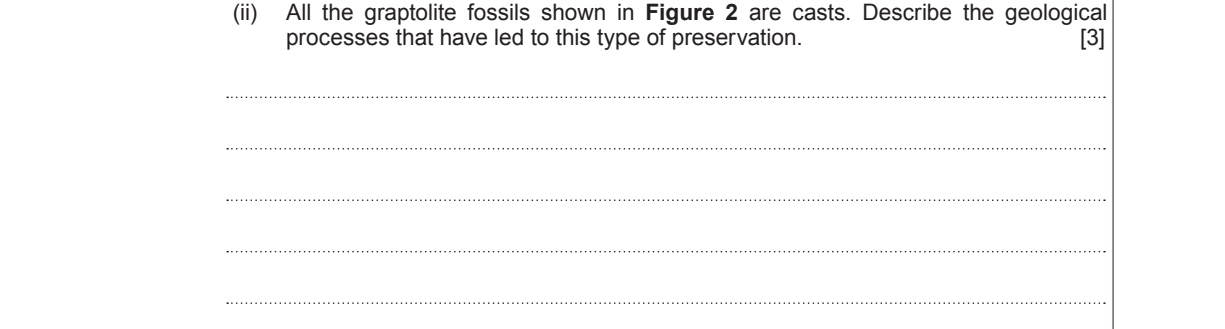 (ii) All the graptolite fossils shown in Figure 2 are casts. Describe the geological
processes that have led to this type of preservation. [3]